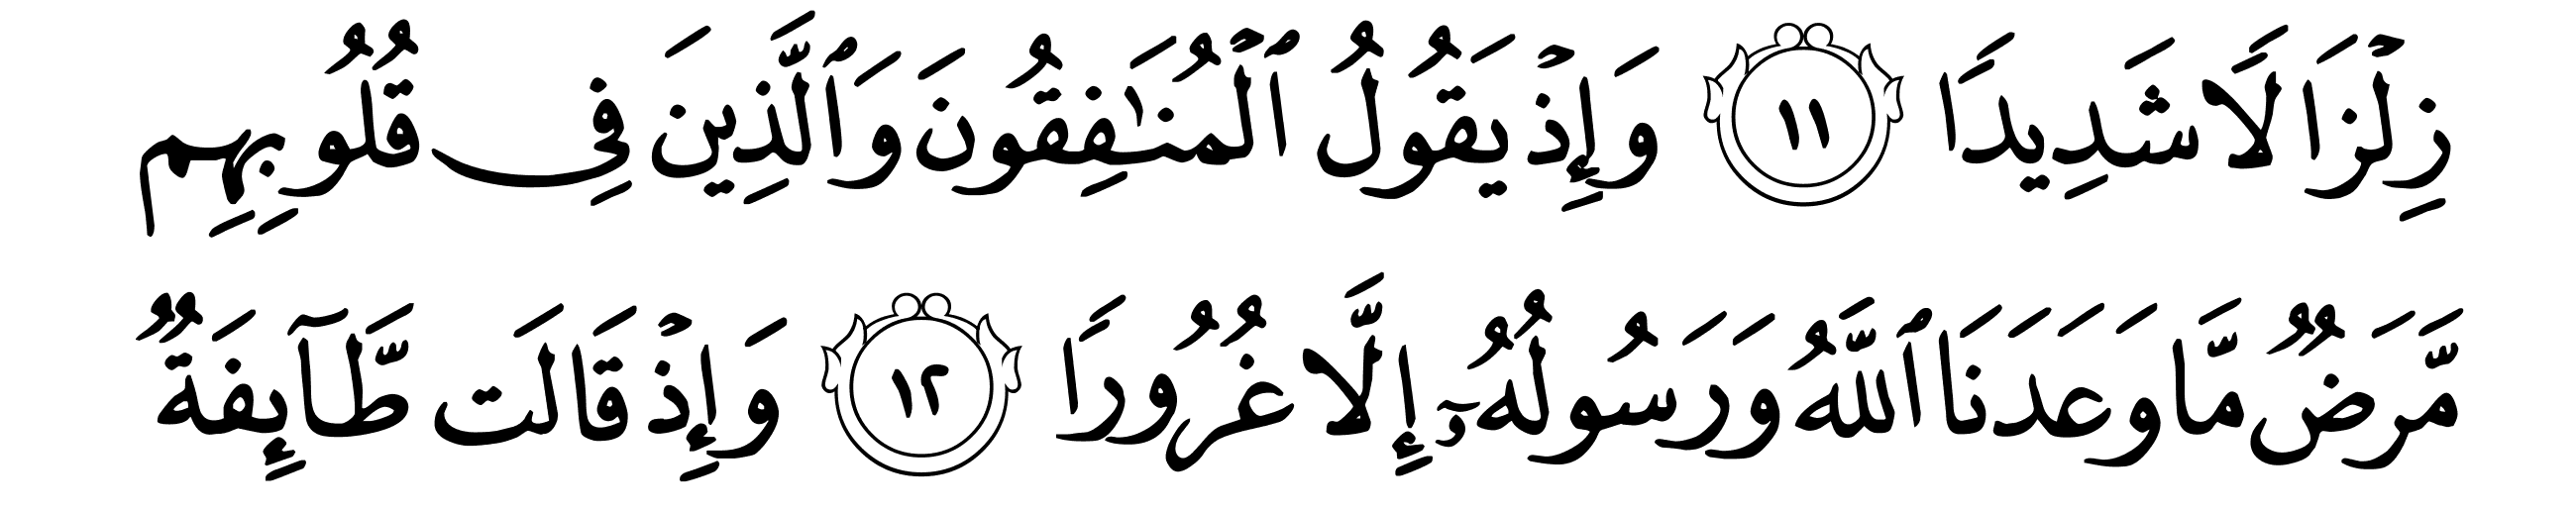 زِلْزَالًا شَدِيدًا ١١ وَإِذْ يَقُولُ ٱلْمُنَـٰفِقُونَ وَٱلَّذِينَ فِى قُلُوبِهِم
مَّرَضٌ مَّا وَعَدَنَا ٱللَّهُ وَرَسُولُهُۥٓ إِلَّا غُرُورًا ١٢ وَإِذْ قَالَت طَّآئِفَةٌ